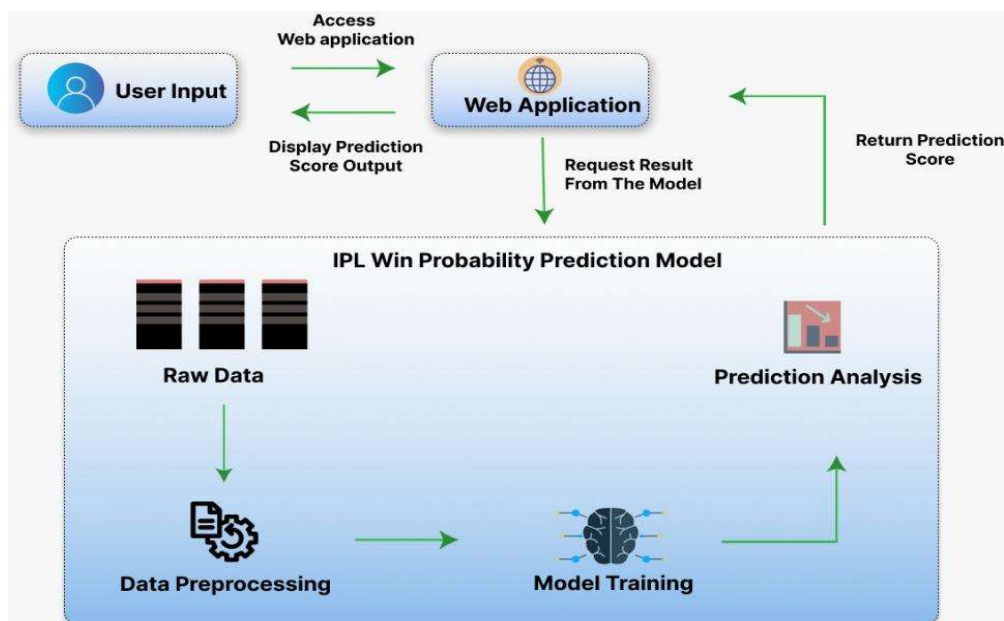 Access
Web application
User Input
Web Application
Display Prediction
Score Output
Request Result
From The Model
Return Prediction
Score
IPL Win Probability Prediction Model
Raw Data
Prediction Analysis
Data Preprocessing
Model Training